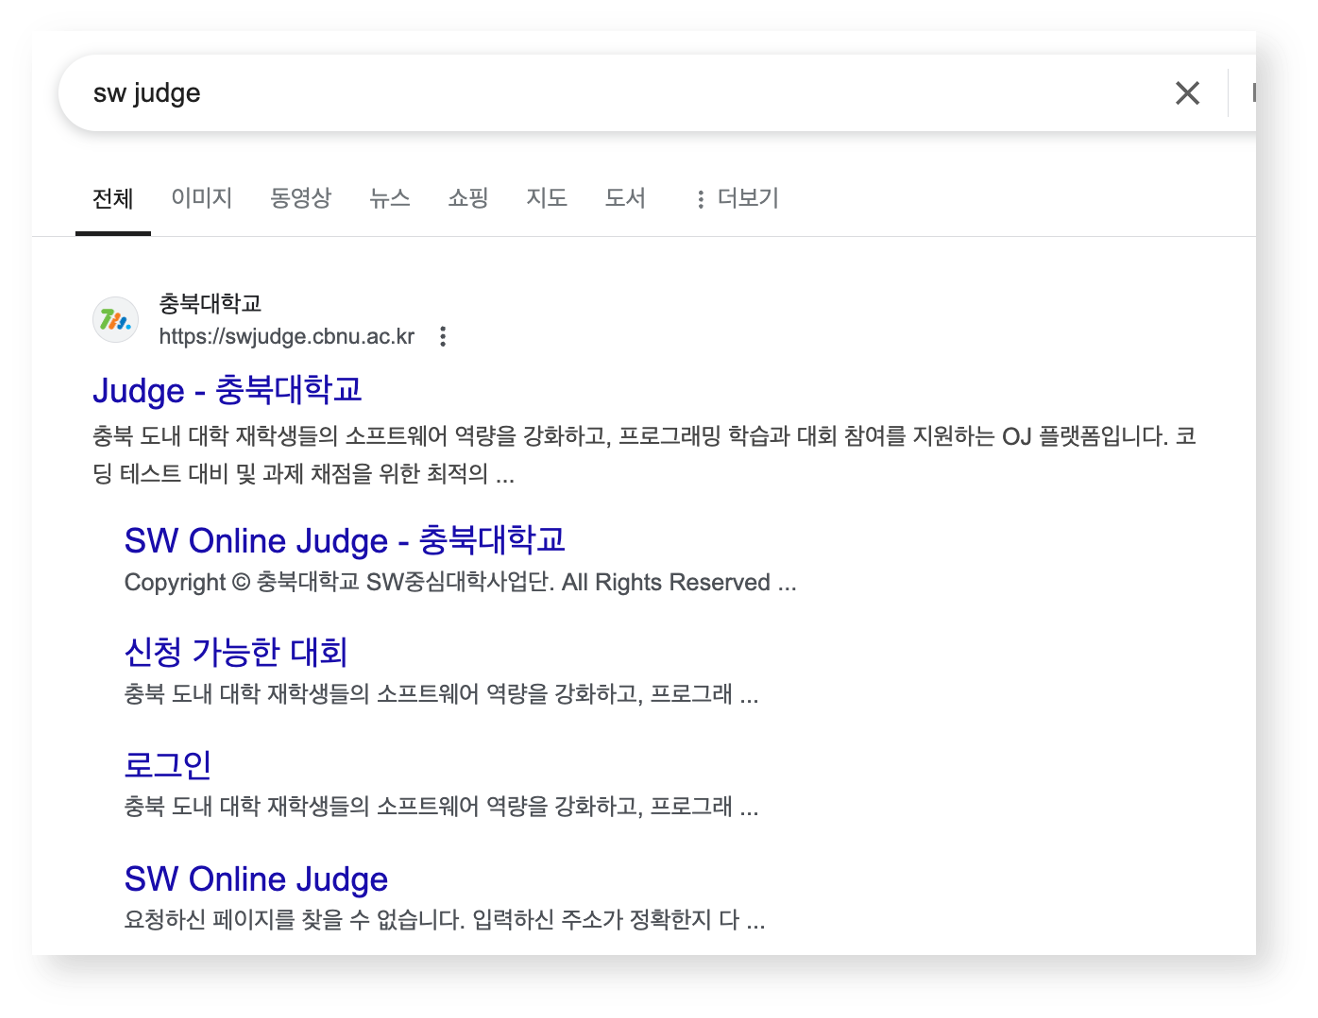 sw judge
전체 이미지 동영상 뉴스 쇼핑 지도 도서 더보기
충북대학교
https://swjudge.cbnu.ac.kr
Judge - 충북대학교
충북 도내 대학 재학생들의 소프트웨어 역량을 강화하고, 프로그래밍 학습과 대회 참여를 지원하는 OJ 플랫폼입니다. 코
딩 테스트 대비 및 과제 채점을 위한 최적의 ...
SW Online Judge - 충북대학교
Copyright © 충북대학교 SW중심대학사업단. All Rights Reserved ...
신청 가능한 대회
충북 도내 대학 재학생들의 소프트웨어 역량을 강화하고, 프로그래 ...
로그인
충북 도내 대학 재학생들의 소프트웨어 역량을 강화하고, 프로그래 ...
SW Online Judge
요청하신 페이지를 찾을 수 없습니다. 입력하신 주소가 정확한지 다 ...